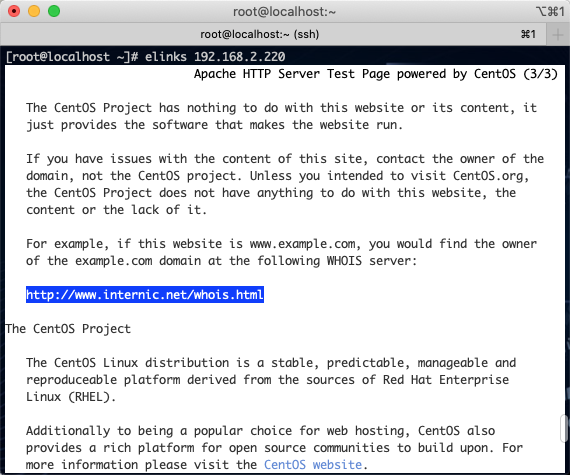 root@localhost:~
⌥⌘1
root@localhost:~ (ssh)
⌘1
[root@localhost ~]# elinks 192.168.2.220
Apache HTTP Server Test Page powered by CentOS (3/3)
The CentOS Project has nothing to do with this website or its content, it
just provides the software that makes the website run.
If you have issues with the content of this site, contact the owner of the
domain, not the CentOS project. Unless you intended to visit CentOS.org,
the CentOS Project does not have anything to do with this website, the
content or the lack of it.
For example, if this website is www.example.com, you would find the owner
of the example.com domain at the following WHOIS server:
http://www.internic.net/whois.html
The CentOS Project
The CentOS Linux distribution is a stable, predictable, manageable and
reproduceable platform derived from the sources of Red Hat Enterprise
Linux (RHEL).
Additionally to being a popular choice for web hosting, CentOS also
provides a rich platform for open source communities to build upon. For
more information please visit the CentOS website.